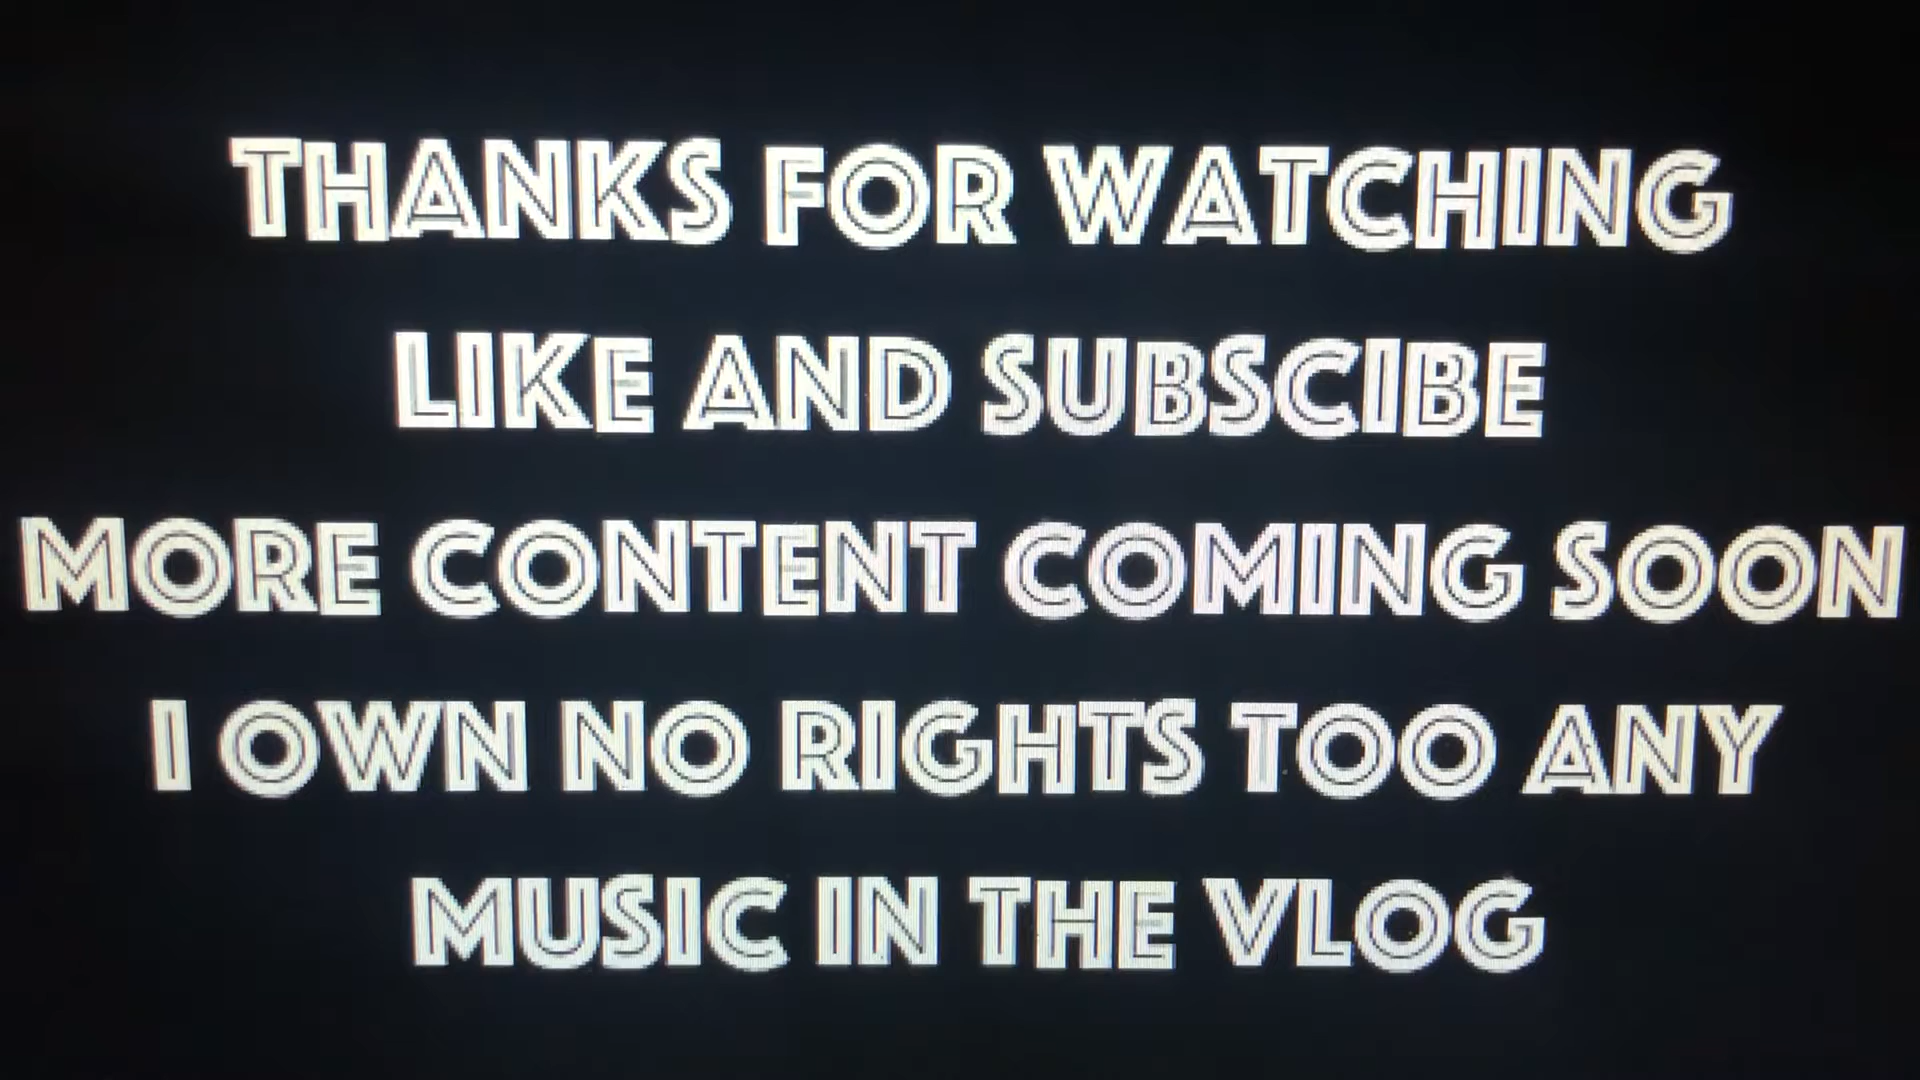 THANKS FOR WATCHING
LIKE AND SUBSCIBE
MORE CONTENT COMING SOON
I OWN NO RIGHTS TOO ANY
MUSIC IN THE VLOG